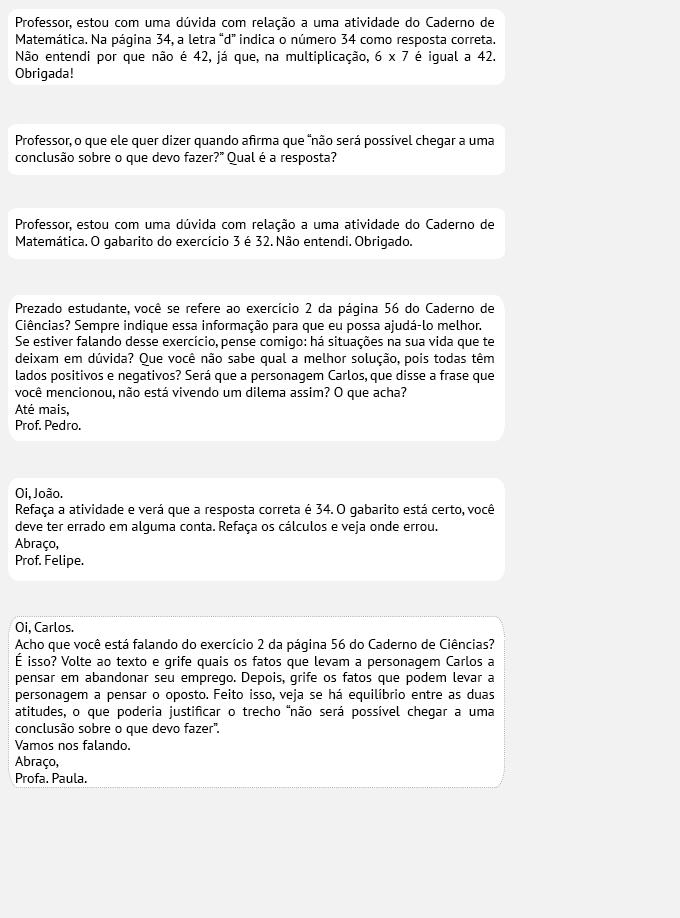 Professor, estou com uma dúvida com relação a uma atividade do Caderno de
Matemática. Na página 34, a letra “d” indica o número 34 como resposta correta.
Não entendi por que não é 42, já que, na multiplicação, 6 x 7 é igual a 42.
Obrigada!
Professor, o que ele quer dizer quando afirma que “não será possível chegar a uma
conclusão sobre o que devo fazer?” Qual é a resposta?
Professor, estou com uma dúvida com relação a uma atividade do Caderno de
Matemática. O gabarito do exercício 3 é 32. Não entendi. Obrigado.
Prezado estudante, você se refere ao exercício 2 da página 56 do Caderno de
Ciências? Sempre indique essa informação para que eu possa ajudá-lo melhor.
Se estiver falando desse exercício, pense comigo: há situações na sua vida que te
deixam em dúvida? Que você não sabe qual a melhor solução, pois todas têm
lados positivos e negativos? Será que a personagem Carlos, que disse a frase que
você mencionou, não está vivendo um dilema assim? O que acha?
Até mais,
Prof. Pedro.
Oi, João.
Refaça a atividade e verá que a resposta correta é 34. O gabarito está certo, você
deve ter errado em alguma conta. Refaça os cálculos e veja onde errou.
Abraço,
Prof. Felipe.
Oi, Carlos.
Acho que você está falando do exercício 2 da página 56 do Caderno de Ciências?
É isso? Volte ao texto e grife quais os fatos que levam a personagem Carlos a
pensar em abandonar seu emprego. Depois, grife os fatos que podem levar a
personagem a pensar o oposto. Feito isso, veja se há equilíbrio entre as duas
atitudes, o que poderia justificar o trecho “não será possível chegar a uma
conclusão sobre o que devo fazer”.
Vamos nos falando.
Abraço,
Profa. Paula.